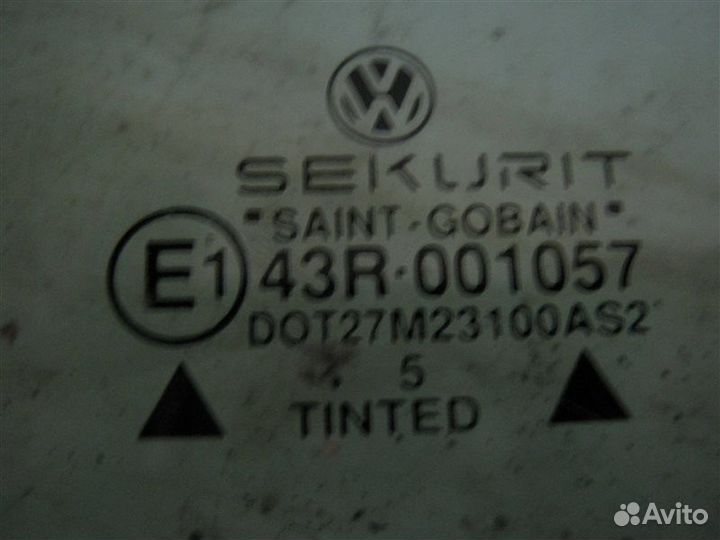 SEKURIT
"SAINT-GOBAIN"
E1 43R-001057
DOT27M23100AS2
. 5
TINTED
Avito